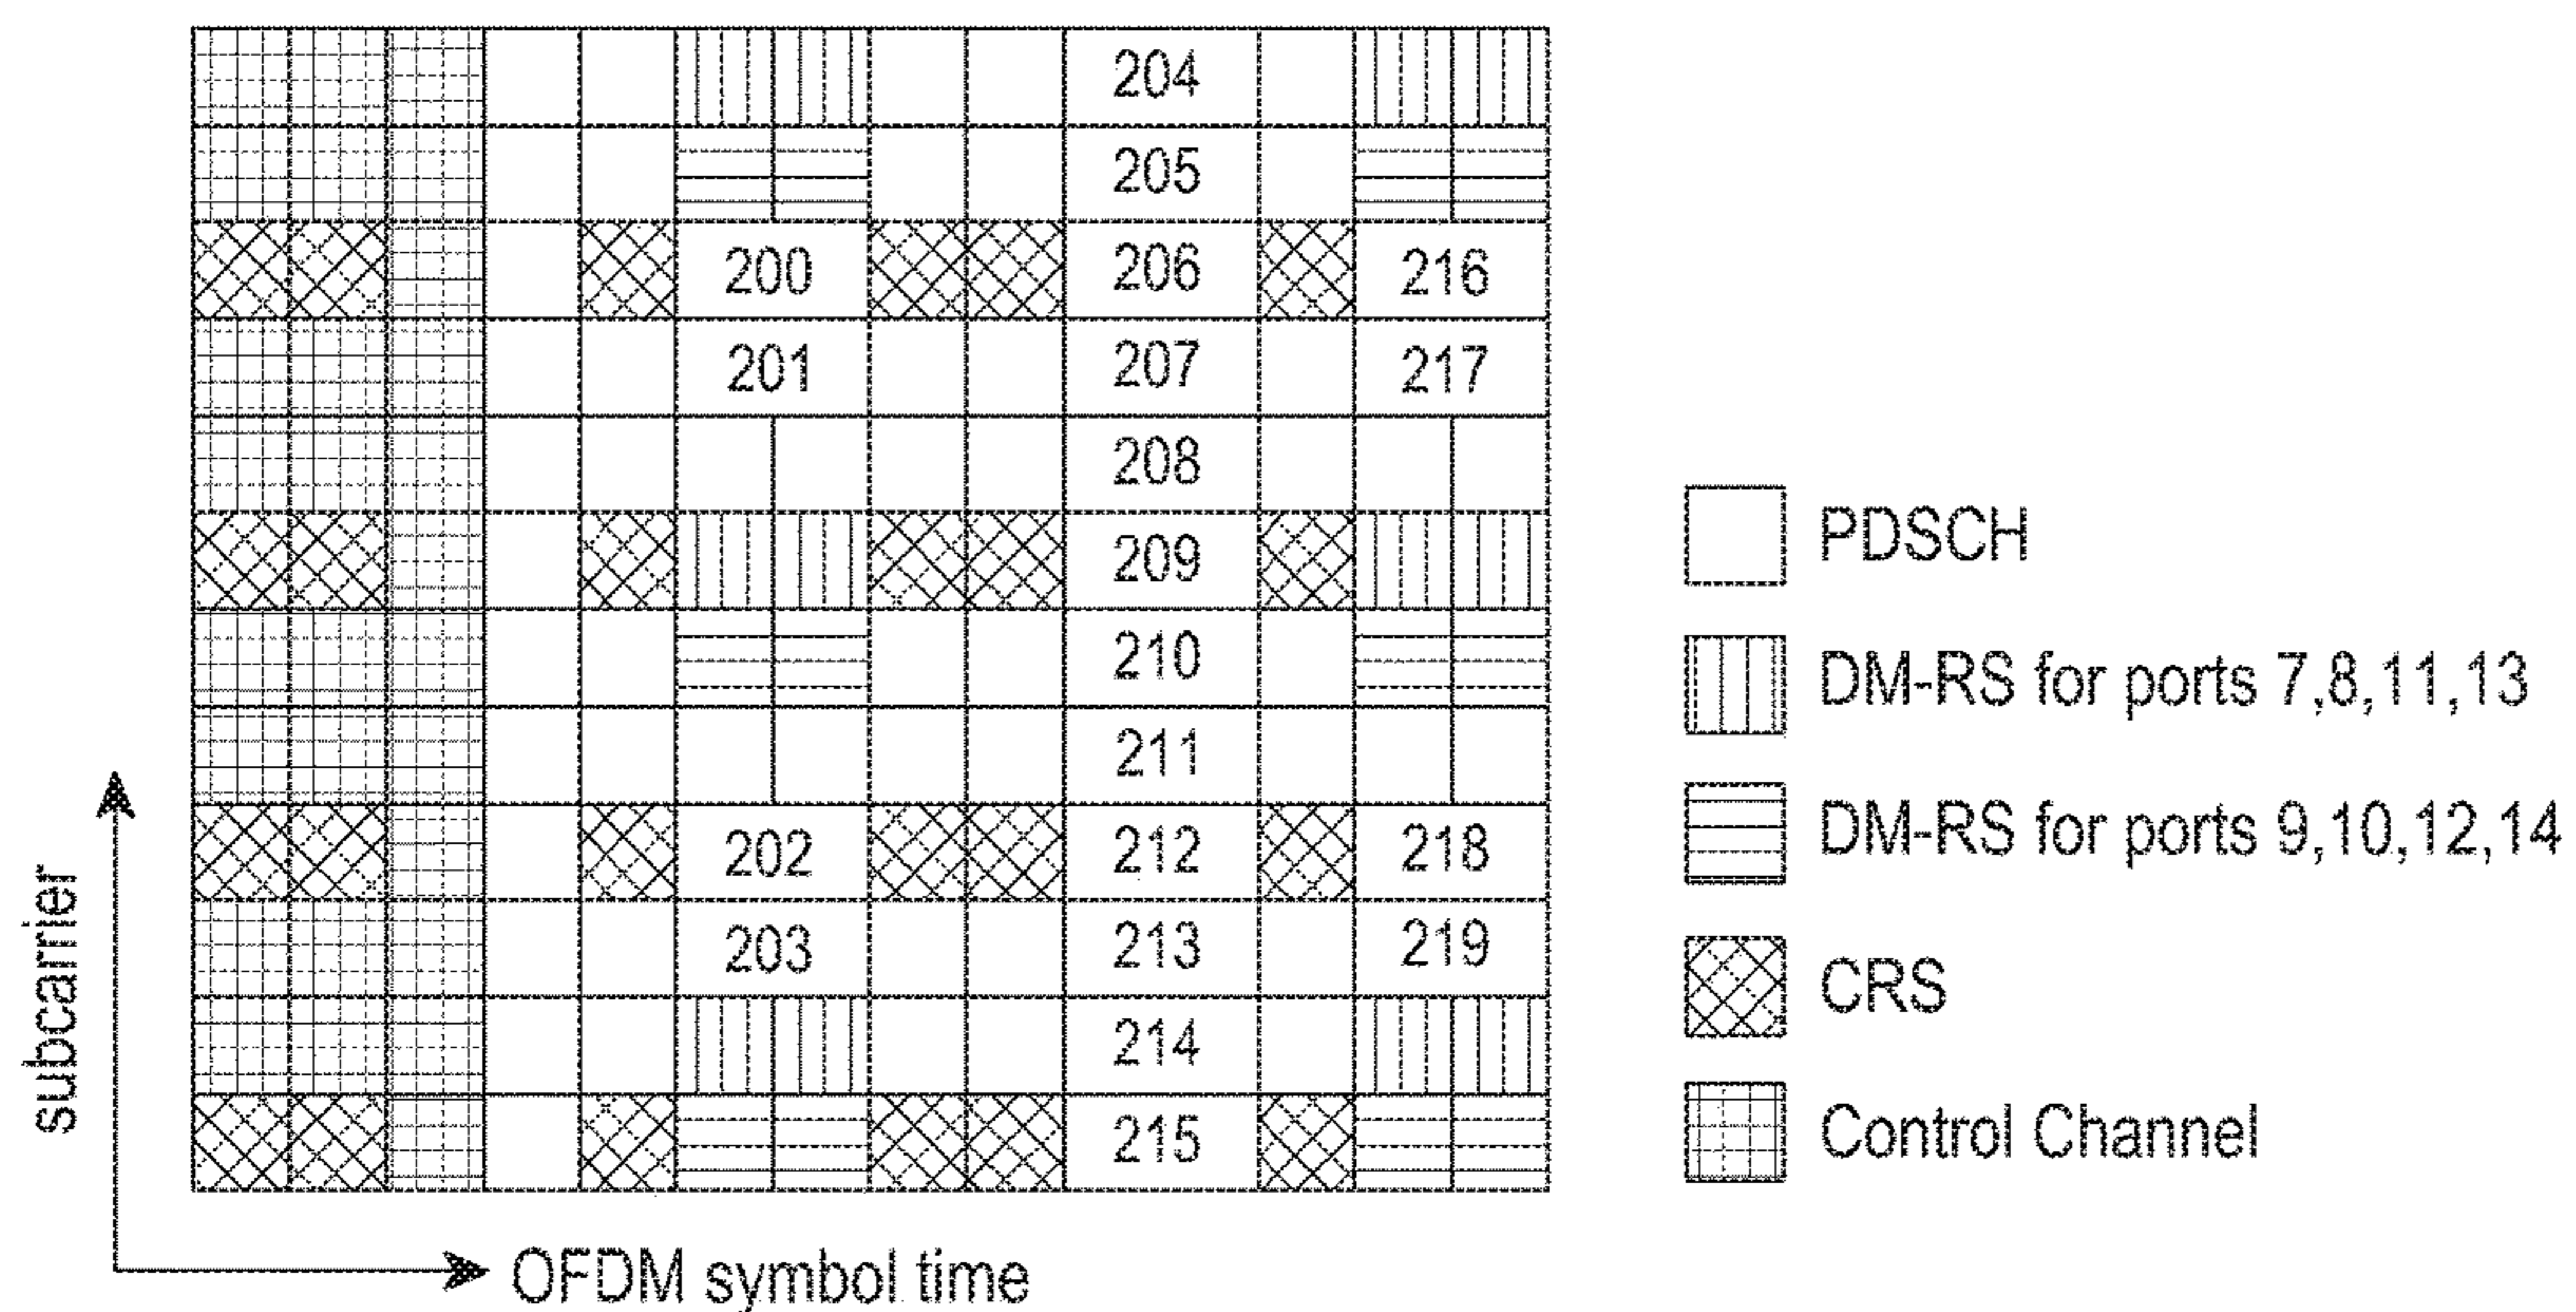 204
205
200 206 216
201 207 217
208
209
210
211
202 212 218
203 213 219
214
215
subcarrier
OFDM symbol time
PDSCH
DM-RS for ports 7,8,11,13
DM-RS for ports 9,10,12,14
CRS
Control Channel